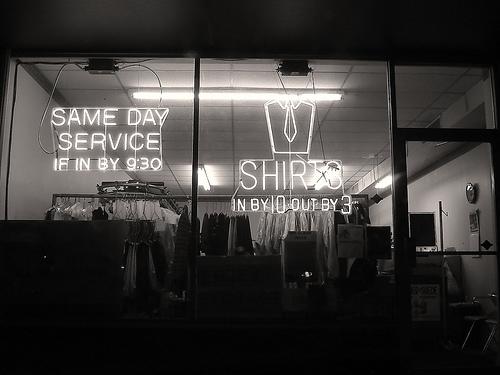 SAME DAY
SERVICE
IF IN BY 9:30
SHIRTS
IN BY 10 OUT BY 3